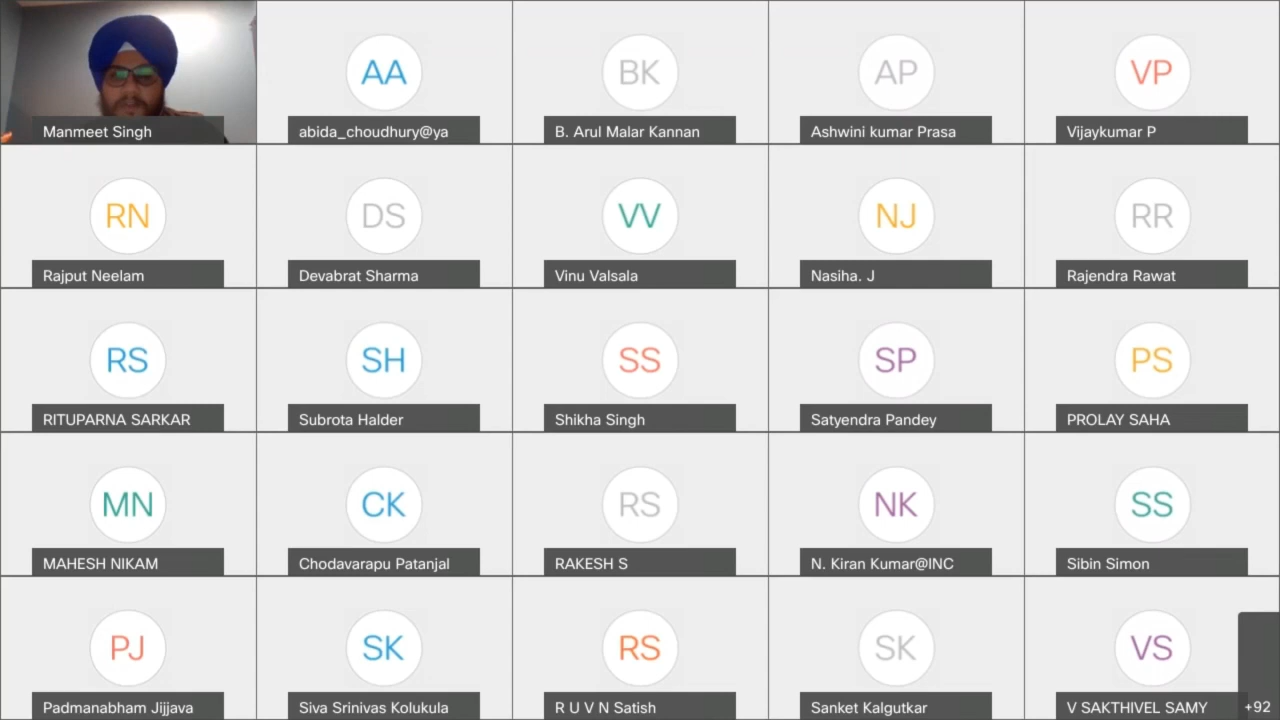 Manmeet Singh
AA
abida_choudhury@ya
BK
B. Arul Malar Kannan
AP
Ashwini kumar Prasa
VP
Vijaykumar P
RN
Rajput Neelam
DS
Devabrat Sharma
VV
Vinu Valsala
NJ
Nasiha. J
RR
Rajendra Rawat
RS
RITUPARNA SARKAR
SH
Subrota Halder
SS
Shikha Singh
SP
Satyendra Pandey
PS
PROLAY SAHA
MN
MAHESH NIKAM
CK
Chodavarapu Patanjal
RS
RAKESH S
NK
N. Kiran Kumar@INC
SS
Sibin Simon
PJ
Padmanabham Jijjava
SK
Siva Srinivas Kolukula
RS
R U V N Satish
SK
Sanket Kalgutkar
VS
V SAKTHIVEL SAMY
+92